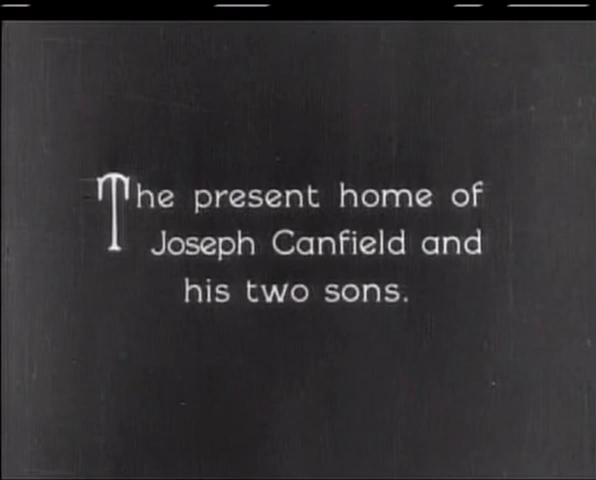 The present home of
Joseph Canfield and
his two sons.